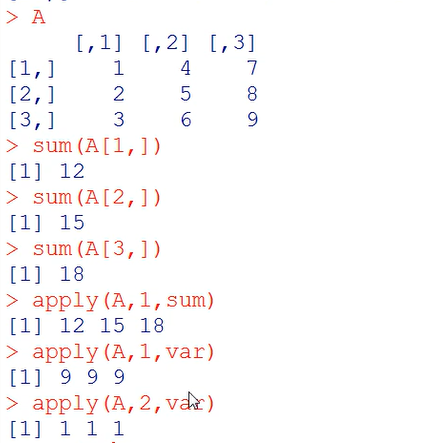 > A
     [,1] [,2] [,3]
[1,]    1    4    7
[2,]    2    5    8
[3,]    3    6    9
> sum(A[1,])
[1] 12
> sum(A[2,])
[1] 15
> sum(A[3,])
[1] 18
> apply(A,1,sum)
[1] 12 15 18
> apply(A,1,var)
[1] 9 9 9
> apply(A,2,var)
[1] 1 1 1